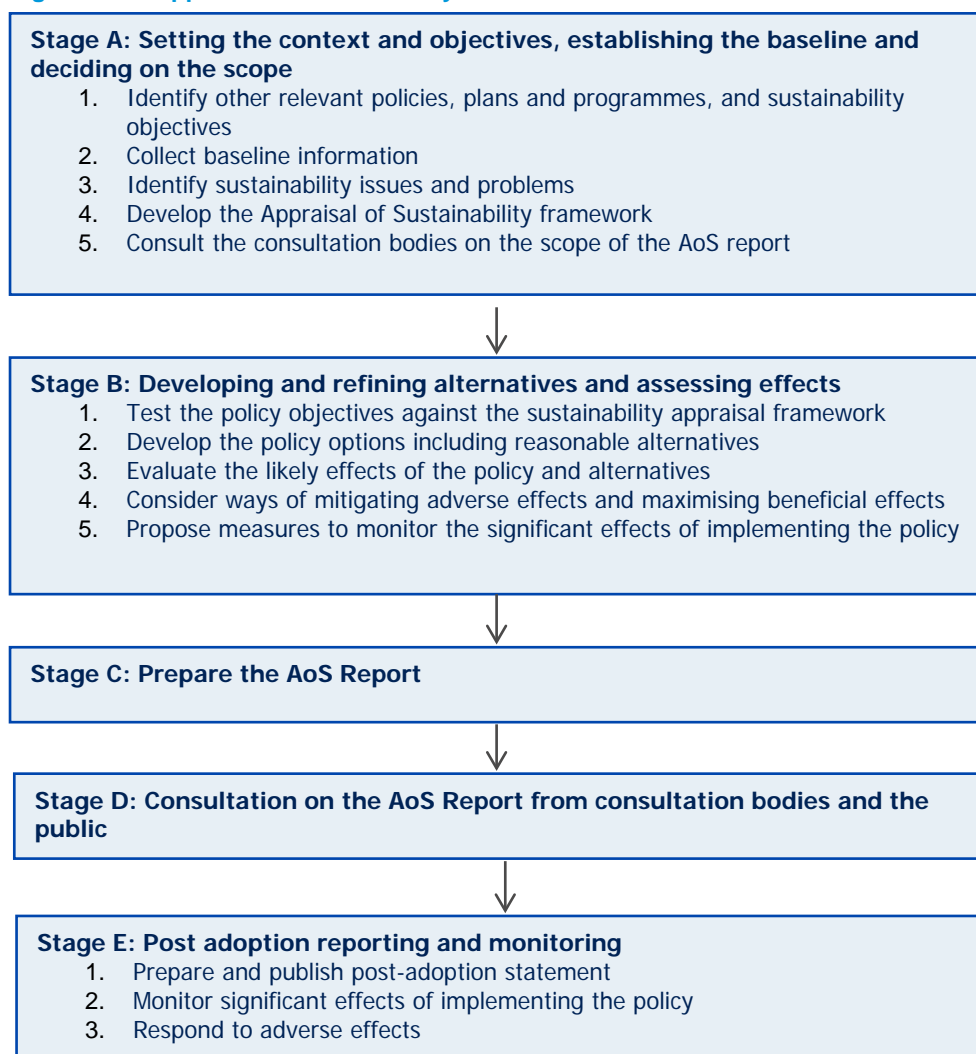 Stage A: Setting the context and objectives, establishing the baseline and
deciding on the scope
1. Identify other relevant policies, plans and programmes, and sustainability
objectives
2. Collect baseline information
3. Identify sustainability issues and problems
4. Develop the Appraisal of Sustainability framework
5. Consult the consultation bodies on the scope of the AoS report
Stage B: Developing and refining alternatives and assessing effects
1. Test the policy objectives against the sustainability appraisal framework
2. Develop the policy options including reasonable alternatives
3. Evaluate the likely effects of the policy and alternatives
4. Consider ways of mitigating adverse effects and maximising beneficial effects
5. Propose measures to monitor the significant effects of implementing the policy
Stage C: Prepare the AoS Report
Stage D: Consultation on the AoS Report from consultation bodies and the
public
Stage E: Post adoption reporting and monitoring
1. Prepare and publish post-adoption statement
2. Monitor significant effects of implementing the policy
3. Respond to adverse effects